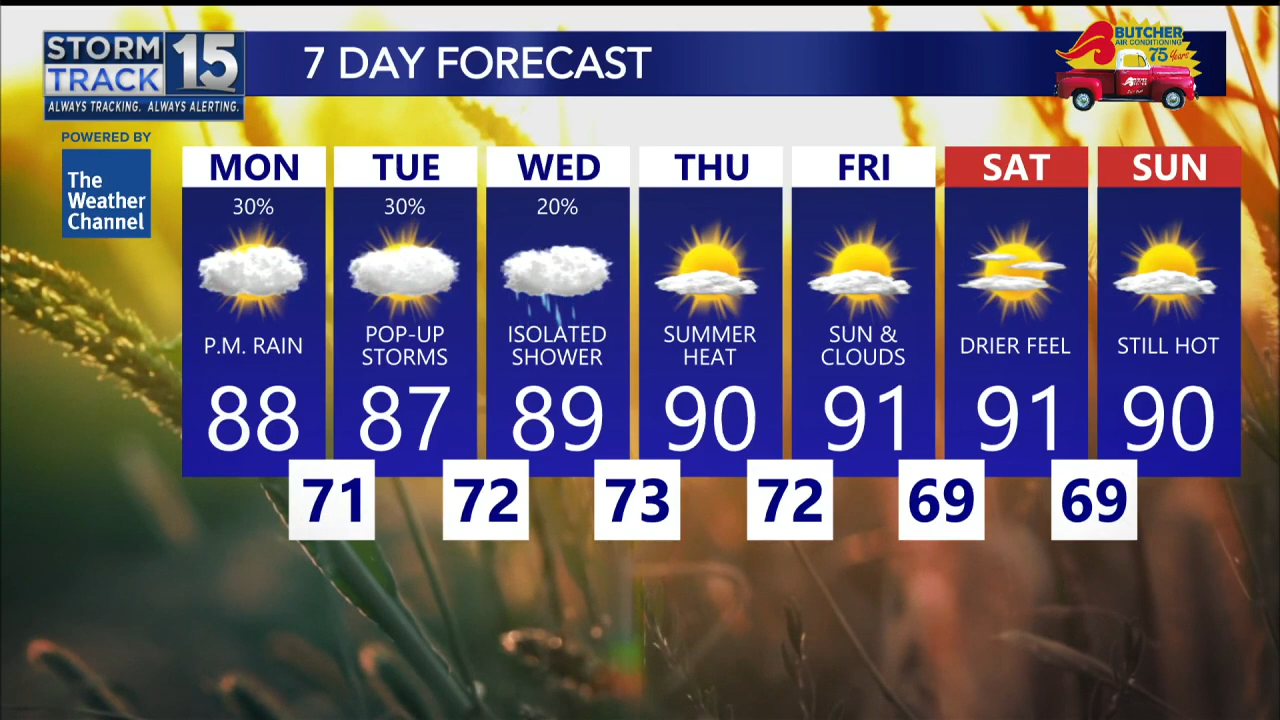 STORM
TRACK
15
ALWAYS TRACKING. ALWAYS ALERTING.
7 DAY FORECAST
BUTCHER
AIR CONDITIONING
75 Years
POWERED BY
The
Weather
Channel
MON
TUE
WED
THU
FRI
SAT
SUN
30%
30%
20%
P.M. RAIN
POP-UP
STORMS
ISOLATED
SHOWER
SUMMER
HEAT
SUN &
CLOUDS
DRIER FEEL
STILL HOT
88
87
89
90
91
91
90
71
72
73
72
69
69